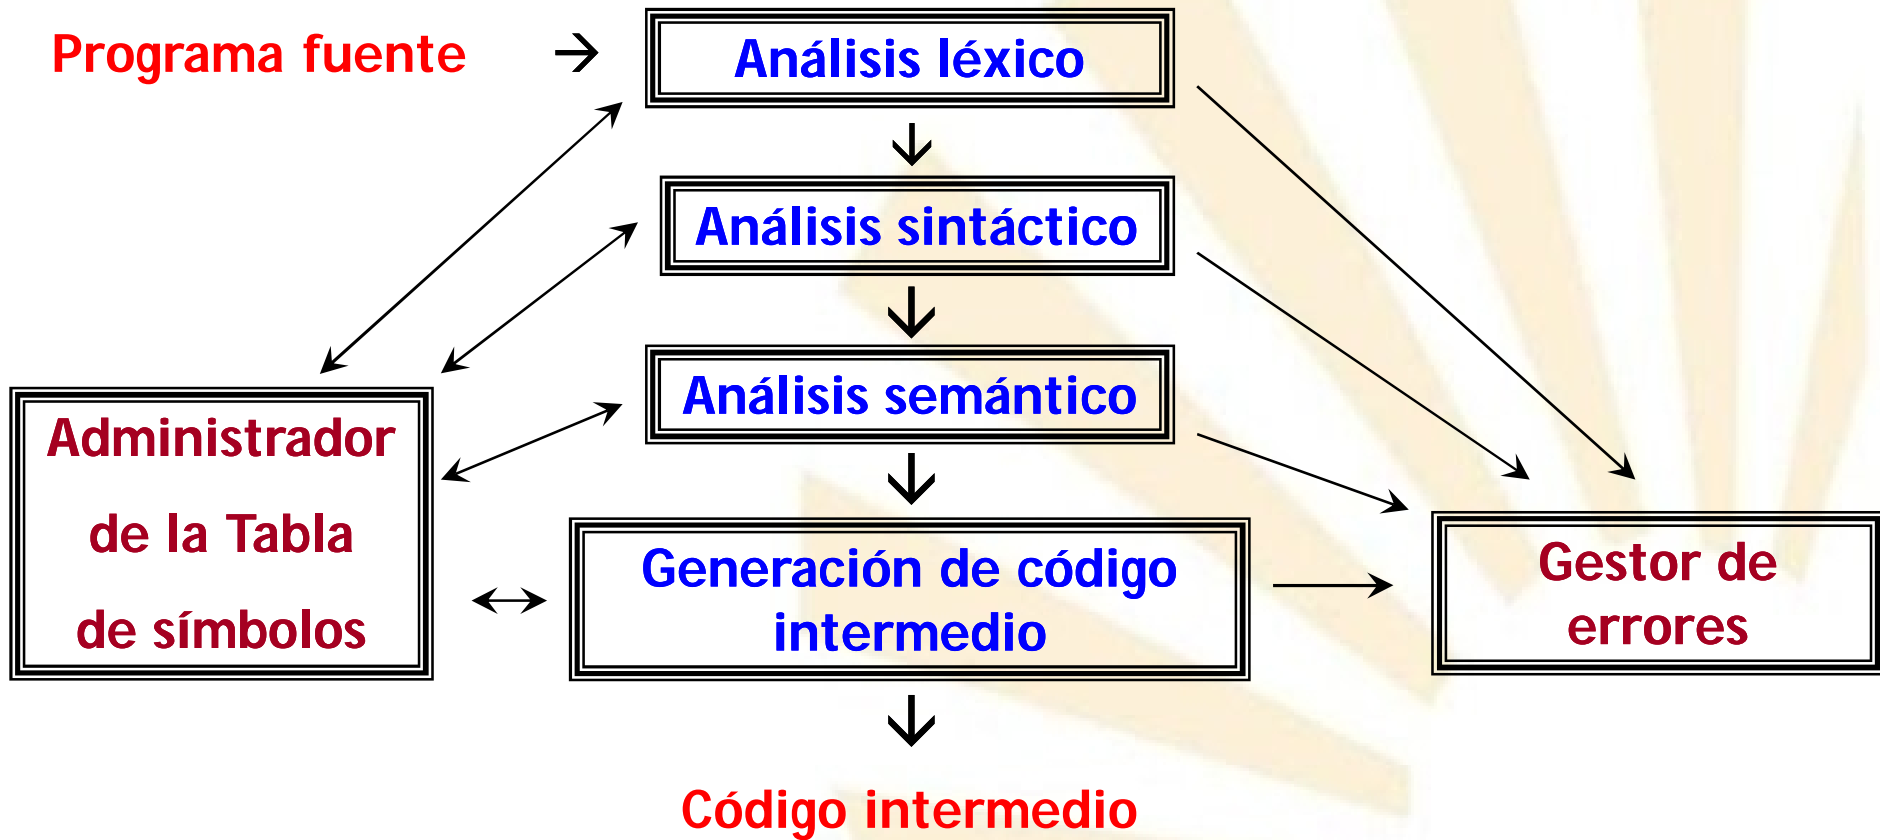 Programa fuente
Análisis léxico
Análisis sintáctico
Análisis semántico
Administrador
de la Tabla
de símbolos
Generación de código
intermedio
Gestor de
errores
Código intermedio